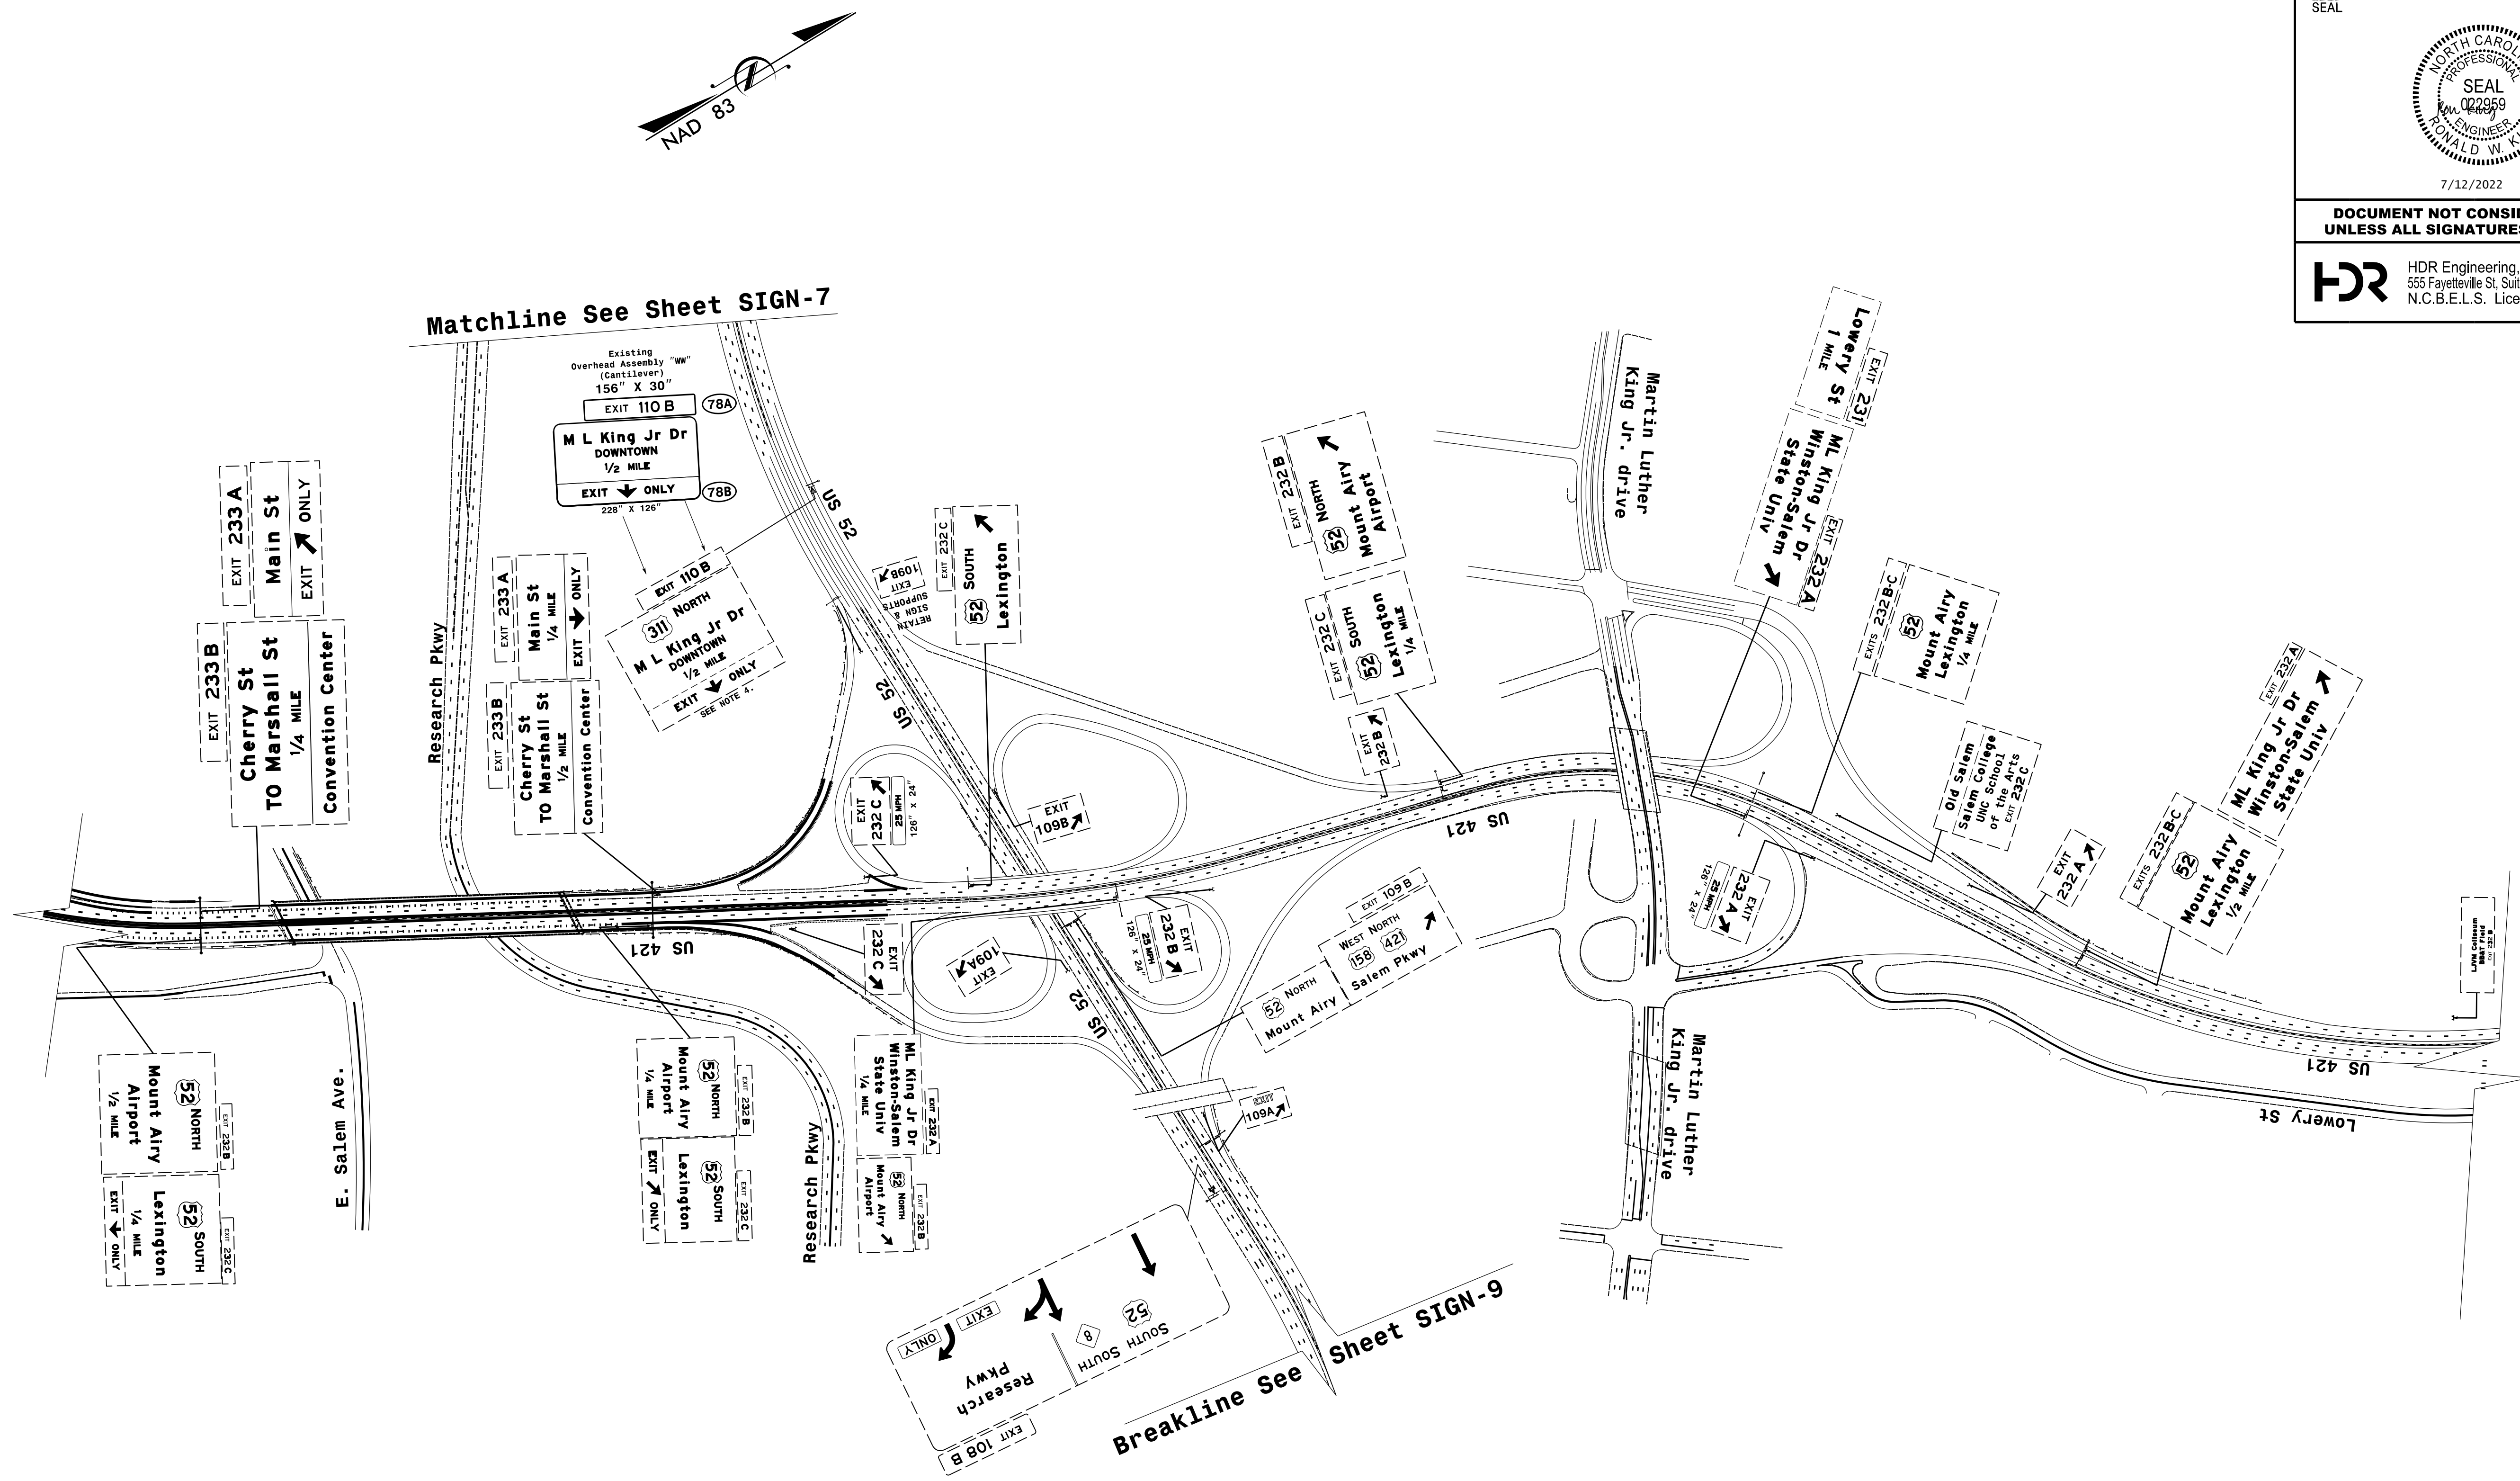 SEAL
NORTH CAROL
PROFESSIONAL
SEAL
022959
ENGINEER
RONALD W. K
7/12/2022
DOCUMENT NOT CONSI
UNLESS ALL SIGNATURES
HDR
HDR Engineering,
555 Fayetteville St, Suit
N.C.B.E.L.S. Lice
NAD 83
Matchline See Sheet SIGN-7
Existing
Overhead Assembly "WW"
(Cantilever)
156" X 30"
EXIT 110 B
78A
M L King Jr Dr
DOWNTOWN
1/2 MILE
EXIT ONLY
78B
228" X 126"
EXIT 110 B
311 NORTH
M L King Jr Dr
DOWNTOWN
1/2 MILE
EXIT ONLY
SEE NOTE 4.
EXIT 233 A
Main St
EXIT ONLY
EXIT 233 B
Cherry St
TO Marshall St
1/4 MILE
Convention Center
Research Pkwy
EXIT 233 A
Main St
1/4 MILE
EXIT ONLY
EXIT 233 B
Cherry St
TO Marshall St
1/2 MILE
Convention Center
US 52
US 52
EXIT
109B
RETAIN
SIGN &
SUPPORTS
EXIT 232 C
52 SOUTH
Lexington
EXIT
232 C
25 MPH
126" X 24"
EXIT
109B
EXIT 232 B
52 NORTH
Mount Airy
Airport
EXIT 232 C
52 SOUTH
Lexington
1/4 MILE
EXIT
232 B
US 421
Martin Luther
King Jr. drive
Lowery St
1 MILE
EXIT 231
ML King Jr Dr
Winston-Salem
State Univ
EXIT 232 A
EXITS 232 B-C
52
Mount Airy
Lexington
1/4 MILE
Old Salem
Salem College
UNC School
of the Arts
EXIT 232 C
EXIT
232 A
EXIT 232 A
ML King Jr Dr
Winston-Salem
State Univ
EXITS 232 B-C
52
Mount Airy
Lexington
1/2 MILE
LJVM Coliseum
BB&T Field
EXIT 232 B
EXIT
232 A
25 MPH
126" X 24"
US 421
Lowery St
US 421
EXIT
232 C
EXIT
109A
EXIT
232 B
25 MPH
126" X 24"
US 52
EXIT 109 B
WEST NORTH
158 421
Salem Pkwy
52 NORTH
Mount Airy
EXIT
109A
Martin Luther
King Jr. drive
EXIT 232 B
52 NORTH
Mount Airy
Airport
1/2 MILE
EXIT 232 C
52 SOUTH
Lexington
1/4 MILE
EXIT ONLY
E. Salem Ave.
EXIT 232 B
52 NORTH
Mount Airy
Airport
1/4 MILE
EXIT 232 C
52 SOUTH
Lexington
EXIT ONLY
Research Pkwy
EXIT 232 A
ML King Jr Dr
Winston-Salem
State Univ
1/4 MILE
EXIT 232 B
52 NORTH
Mount Airy
Airport
EXIT 108 B
Research
Pkwy
EXIT
ONLY
SOUTH SOUTH
8 52
Breakline See Sheet SIGN-9